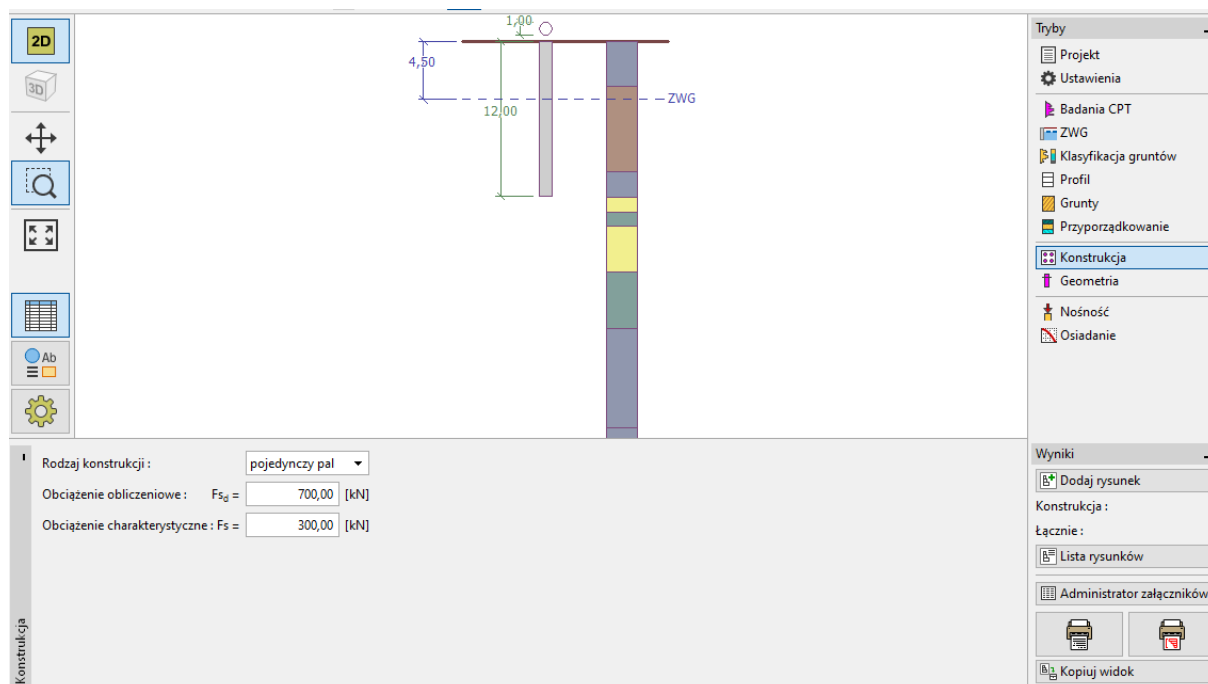 2D
3D
Ab
1,00
4,50
12,00
ZWG
Tryby
Projekt
Ustawienia
Badania CPT
ZWG
Klasyfikacja gruntów
Profil
Grunty
Przyporządkowanie
Konstrukcja
Geometria
Nośność
Osiadanie
Konstrukcja
Rodzaj konstrukcji : pojedynczy pal
Obciążenie obliczeniowe : Fs_d = 700,00 [kN]
Obciążenie charakterystyczne : Fs = 300,00 [kN]
Wyniki
Dodaj rysunek
Konstrukcja :
Łącznie :
Lista rysunków
Administrator załączników
Kopiuj widok